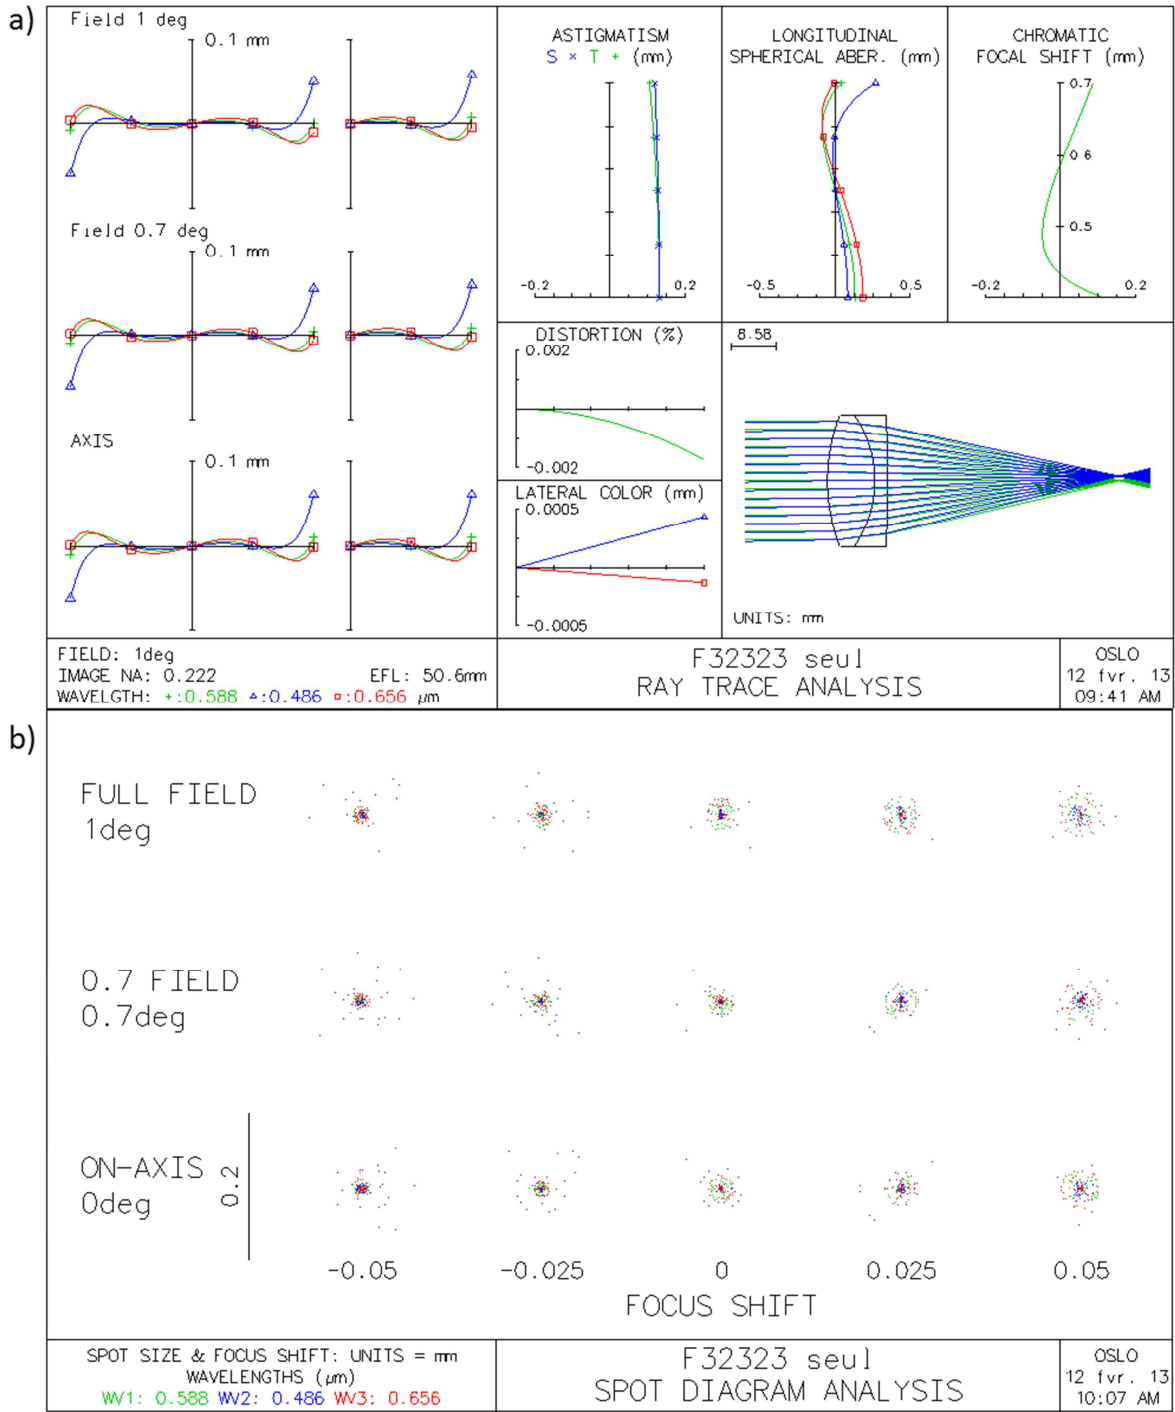 a)
Field 1 deg
0.1 mm
Field 0.7 deg
0.1 mm
AXIS
0.1 mm
ASTIGMATISM
S × T + (mm)
-0.2
0.2
LONGITUDINAL
SPHERICAL ABER. (mm)
-0.5
0.5
CHROMATIC
FOCAL SHIFT (mm)
0.7
0.6
0.5
-0.2
0.2
DISTORTION (%)
0.002
-0.002
LATERAL COLOR (mm)
0.0005
-0.0005
8.58
UNITS: mm
FIELD: 1deg
IMAGE NA: 0.222 EFL: 50.6mm
WAVELGTH: +:0.588 △:0.486 □:0.656 μm
F32323 seul
RAY TRACE ANALYSIS
OSLO
12 fvr. 13
09:41 AM
b)
FULL FIELD
1deg
0.7 FIELD
0.7deg
ON-AXIS
0deg
0.2
-0.05 -0.025 0 0.025 0.05
FOCUS SHIFT
SPOT SIZE & FOCUS SHIFT: UNITS = mm
WAVELENGTHS (μm)
WV1: 0.588 WV2: 0.486 WV3: 0.656
F32323 seul
SPOT DIAGRAM ANALYSIS
OSLO
12 fvr. 13
10:07 AM